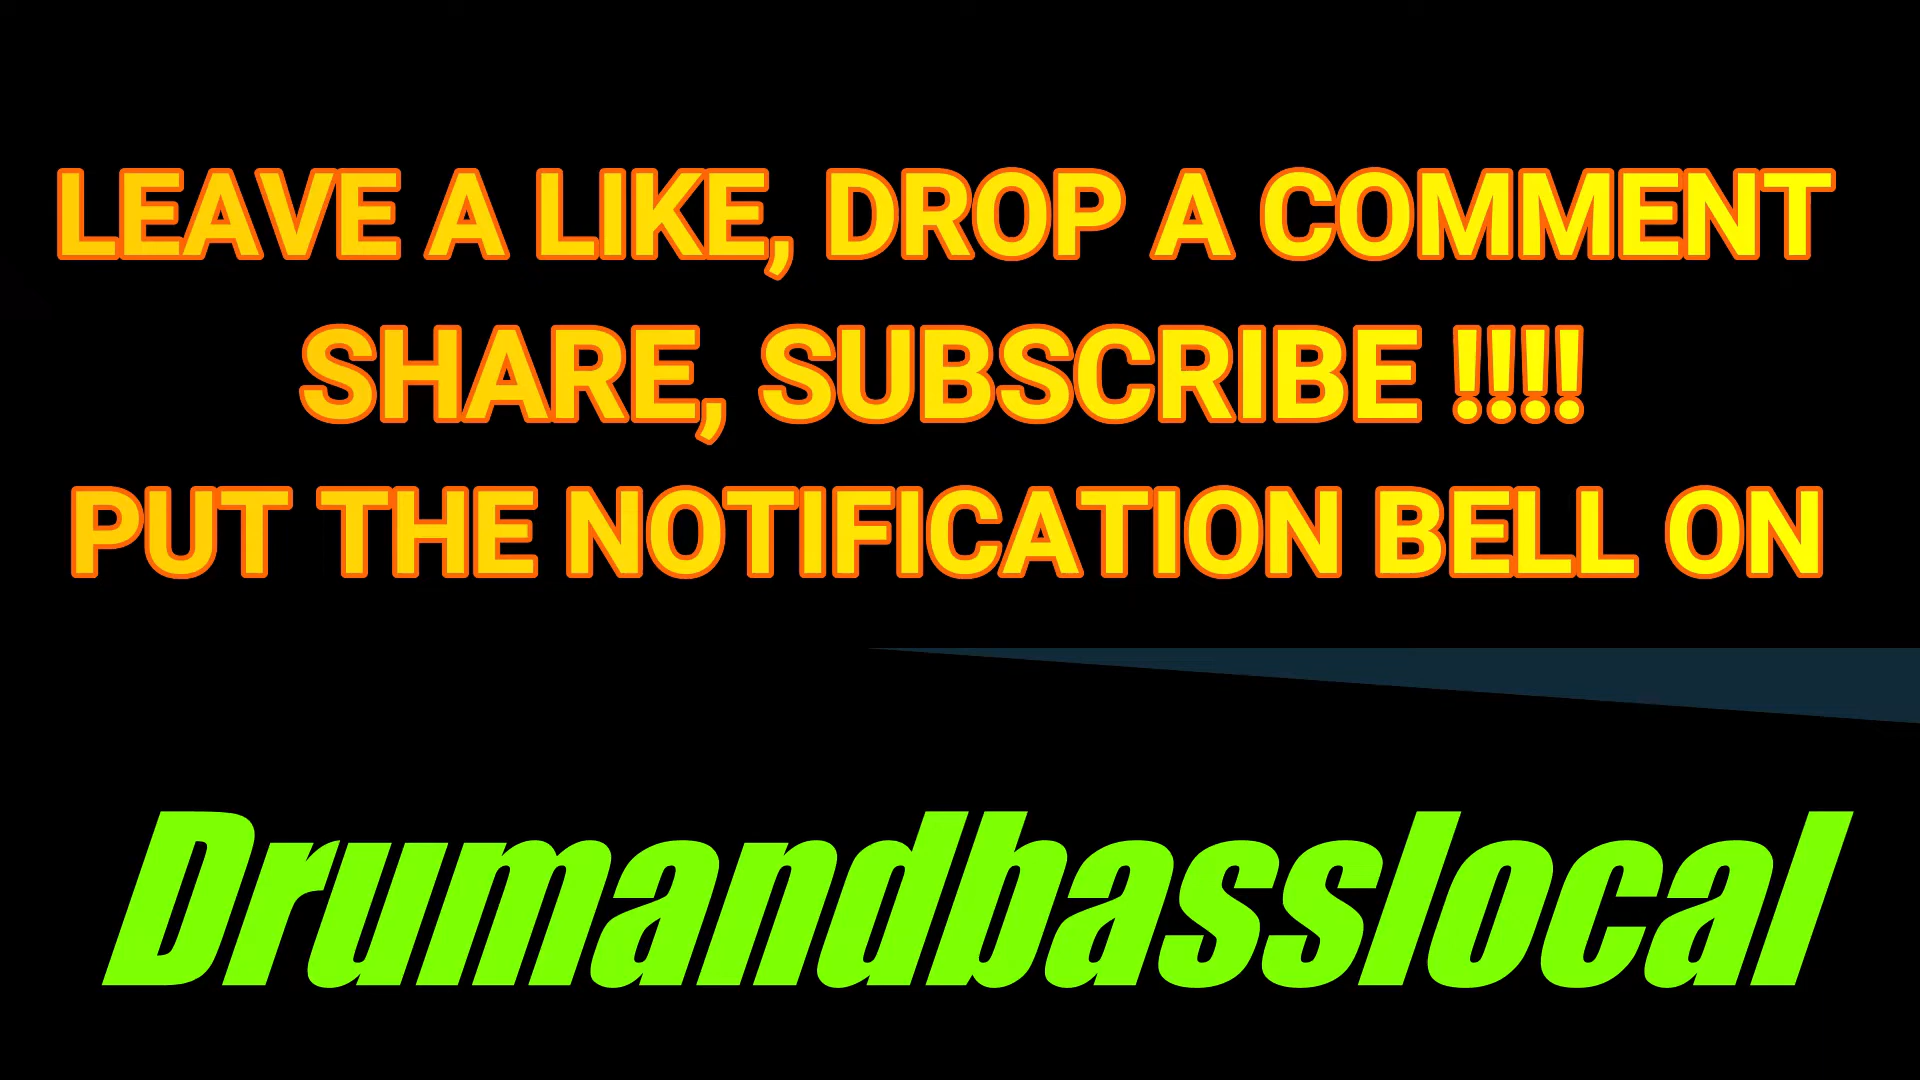 LEAVE A LIKE, DROP A COMMENT
SHARE, SUBSCRIBE !!!!
PUT THE NOTIFICATION BELL ON
Drumandbasslocal